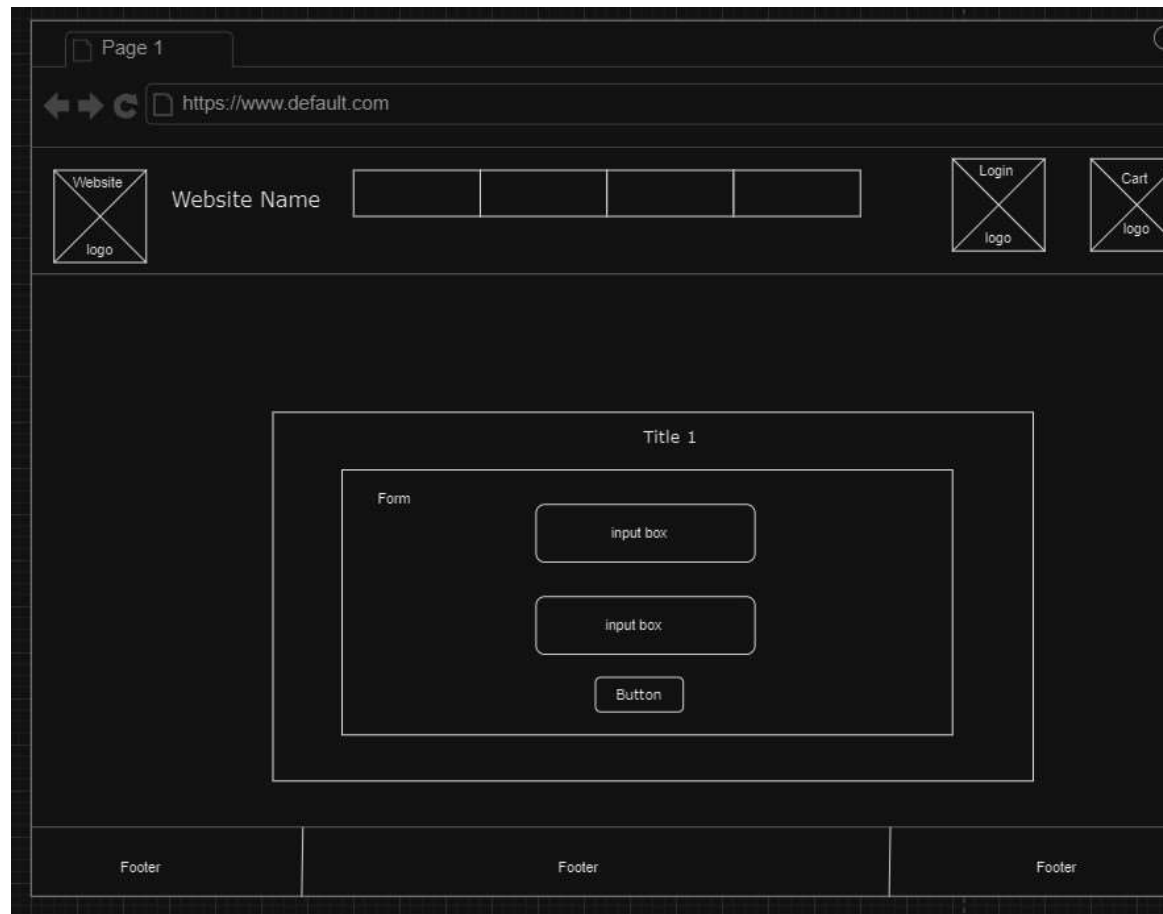 Page 1
https://www.default.com
Website
logo
Website Name
Login
logo
Cart
logo
Title 1
Form
input box
input box
Button
Footer
Footer
Footer